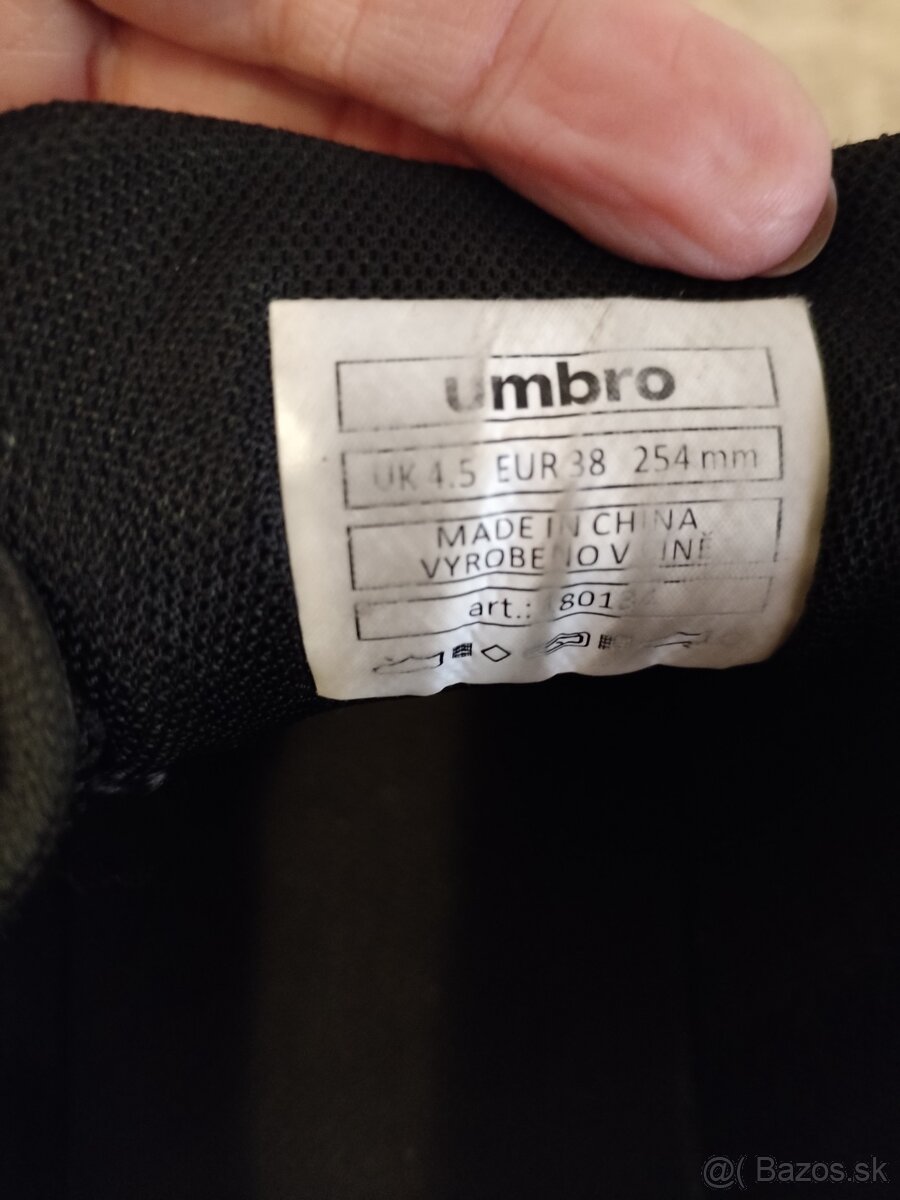 umbro
UK 4.5 EUR 38 254 mm
MADE IN CHINA
VYROBENO V ČÍNĚ
art.:
@( Bazos.sk